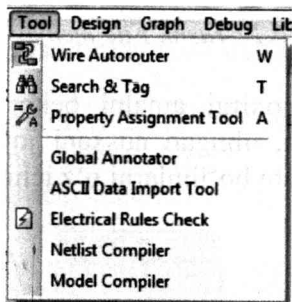 Tool Design Graph Debug Lib
Wire Autorouter W
Search & Tag T
Property Assignment Tool A
Global Annotator
ASCII Data Import Tool
Electrical Rules Check
Netlist Compiler
Model Compiler